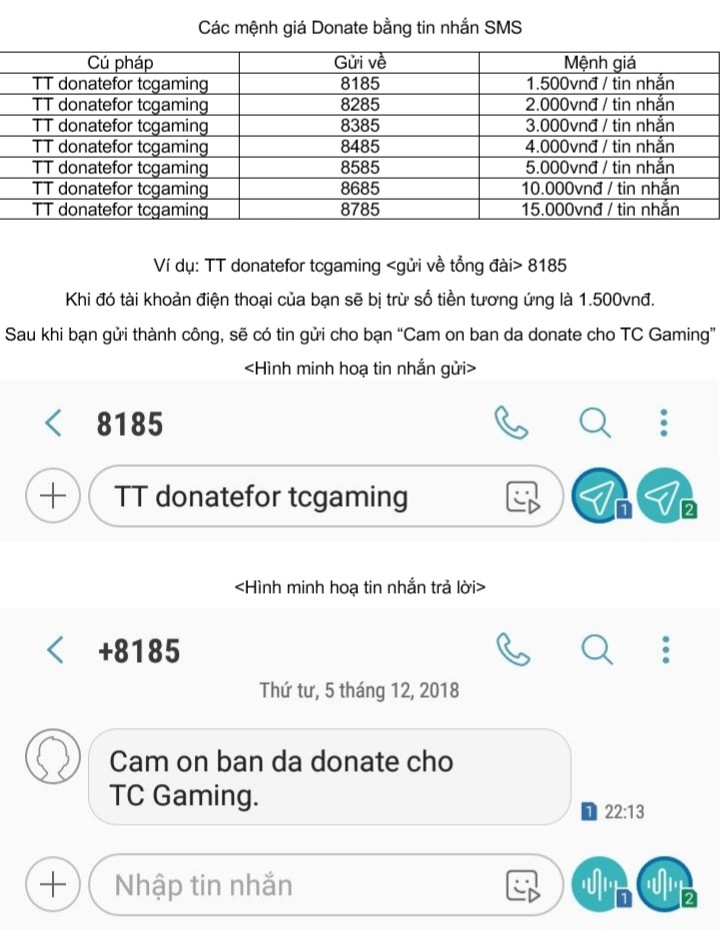 Các mệnh giá Donate bằng tin nhắn SMS
Cú pháp Gửi về Mệnh giá
TT donatefor tcgaming 8185 1.500vnđ / tin nhắn
TT donatefor tcgaming 8285 2.000vnđ / tin nhắn
TT donatefor tcgaming 8385 3.000vnđ / tin nhắn
TT donatefor tcgaming 8485 4.000vnđ / tin nhắn
TT donatefor tcgaming 8585 5.000vnđ / tin nhắn
TT donatefor tcgaming 8685 10.000vnđ / tin nhắn
TT donatefor tcgaming 8785 15.000vnđ / tin nhắn
Ví dụ: TT donatefor tcgaming <gửi về tổng đài> 8185
Khi đó tài khoản điện thoại của bạn sẽ bị trừ số tiền tương ứng là 1.500vnđ.
Sau khi bạn gửi thành công, sẽ có tin gửi cho bạn “Cam on ban da donate cho TC Gaming”
<Hình minh hoạ tin nhắn gửi>
8185
TT donatefor tcgaming
1 2
<Hình minh hoạ tin nhắn trả lời>
+8185
Thứ tư, 5 tháng 12, 2018
Cam on ban da donate cho
TC Gaming.
1 22:13
Nhập tin nhắn
1 2